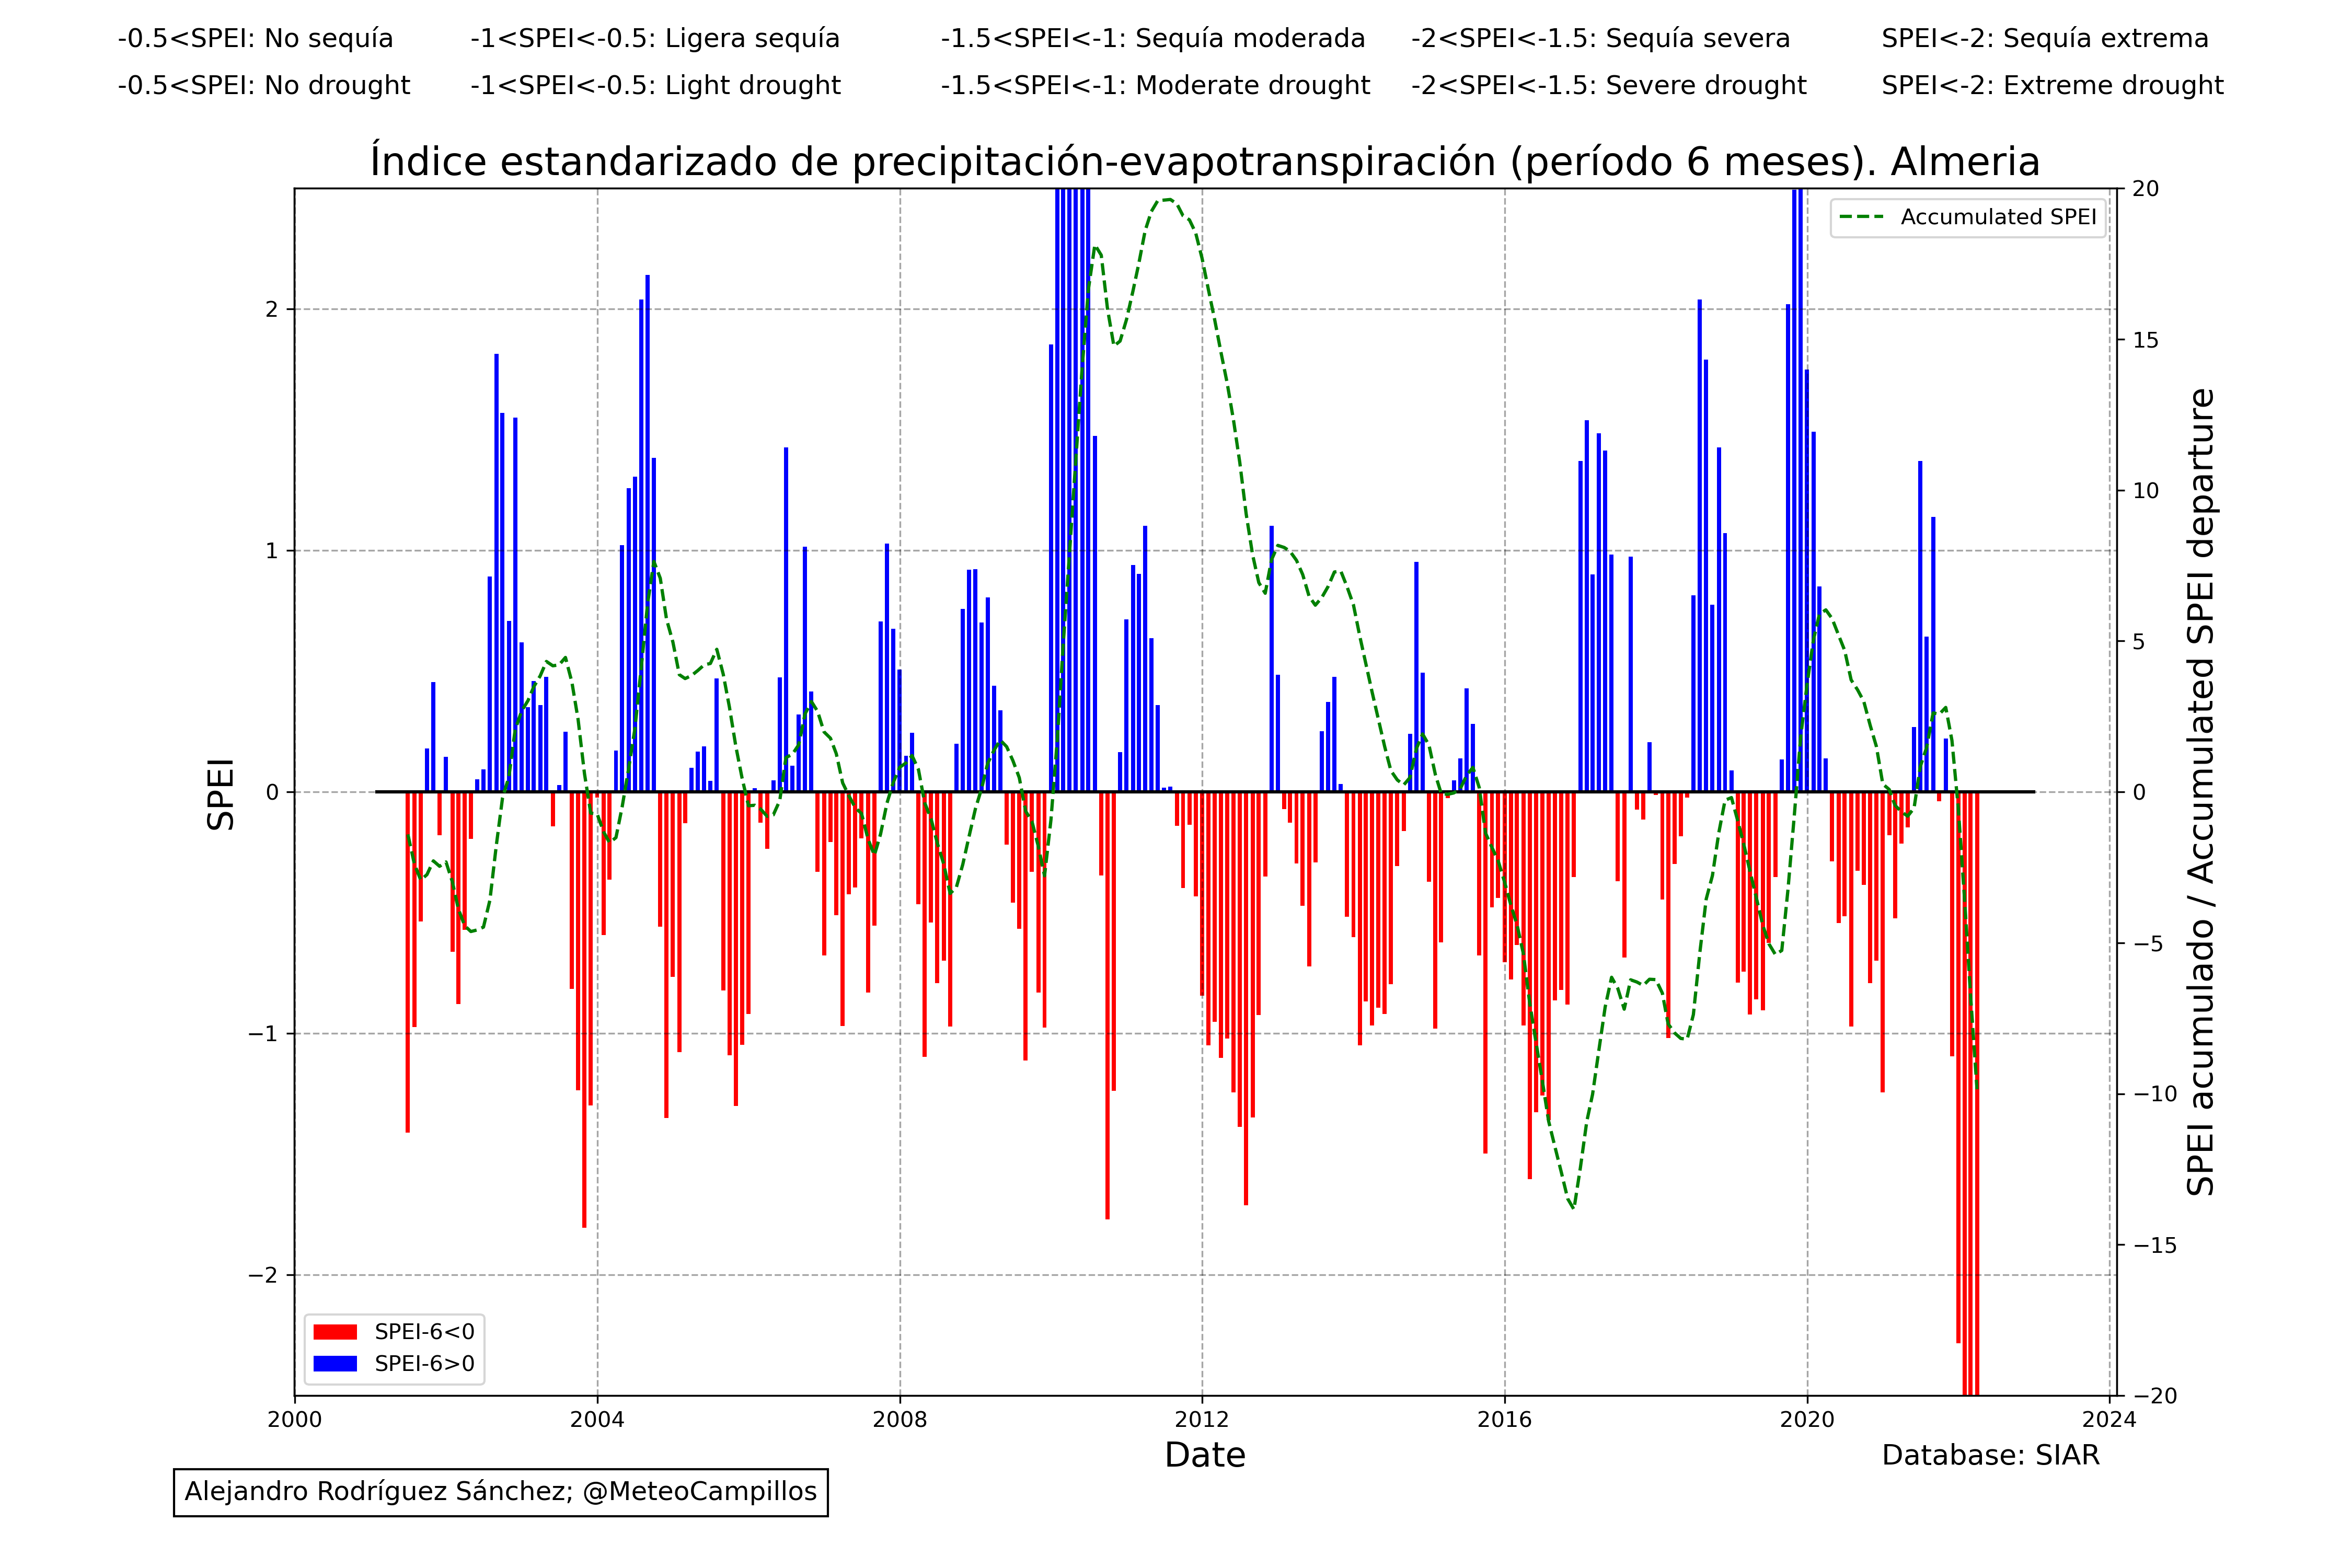 -0.5<SPEI: No sequía -1<SPEI<-0.5: Ligera sequía -1.5<SPEI<-1: Sequía moderada -2<SPEI<-1.5: Sequía severa SPEI<-2: Sequía extrema
-0.5<SPEI: No drought -1<SPEI<-0.5: Light drought -1.5<SPEI<-1: Moderate drought -2<SPEI<-1.5: Severe drought SPEI<-2: Extreme drought
Índice estandarizado de precipitación-evapotranspiración (período 6 meses). Almeria
Accumulated SPEI
SPEI
2
1
0
−1
−2
20
15
10
5
0
−5
−10
−15
−20
SPEI acumulado / Accumulated SPEI departure
SPEI-6<0
SPEI-6>0
2000 2004 2008 2012 2016 2020 2024
Date
Database: SIAR
Alejandro Rodríguez Sánchez; @MeteoCampillos